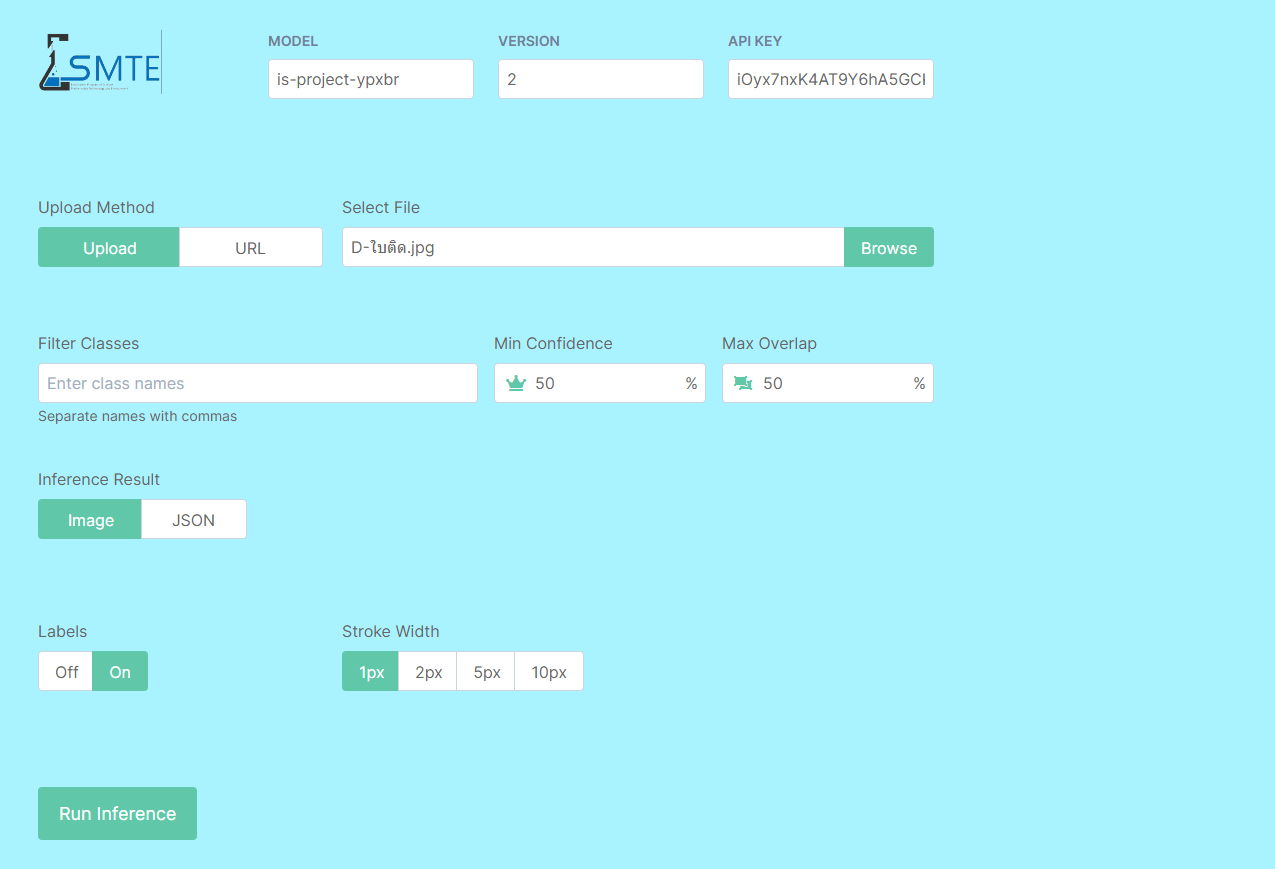 SMTE
MODEL VERSION API KEY
is-project-ypxbr 2 iOyx7nxK4AT9Y6hA5GCI
Upload Method Select File
Upload URL D-ใบติด.jpg Browse
Filter Classes Min Confidence Max Overlap
Enter class names 50 % 50 %
Separate names with commas
Inference Result
Image JSON
Labels Stroke Width
Off On 1px 2px 5px 10px
Run Inference